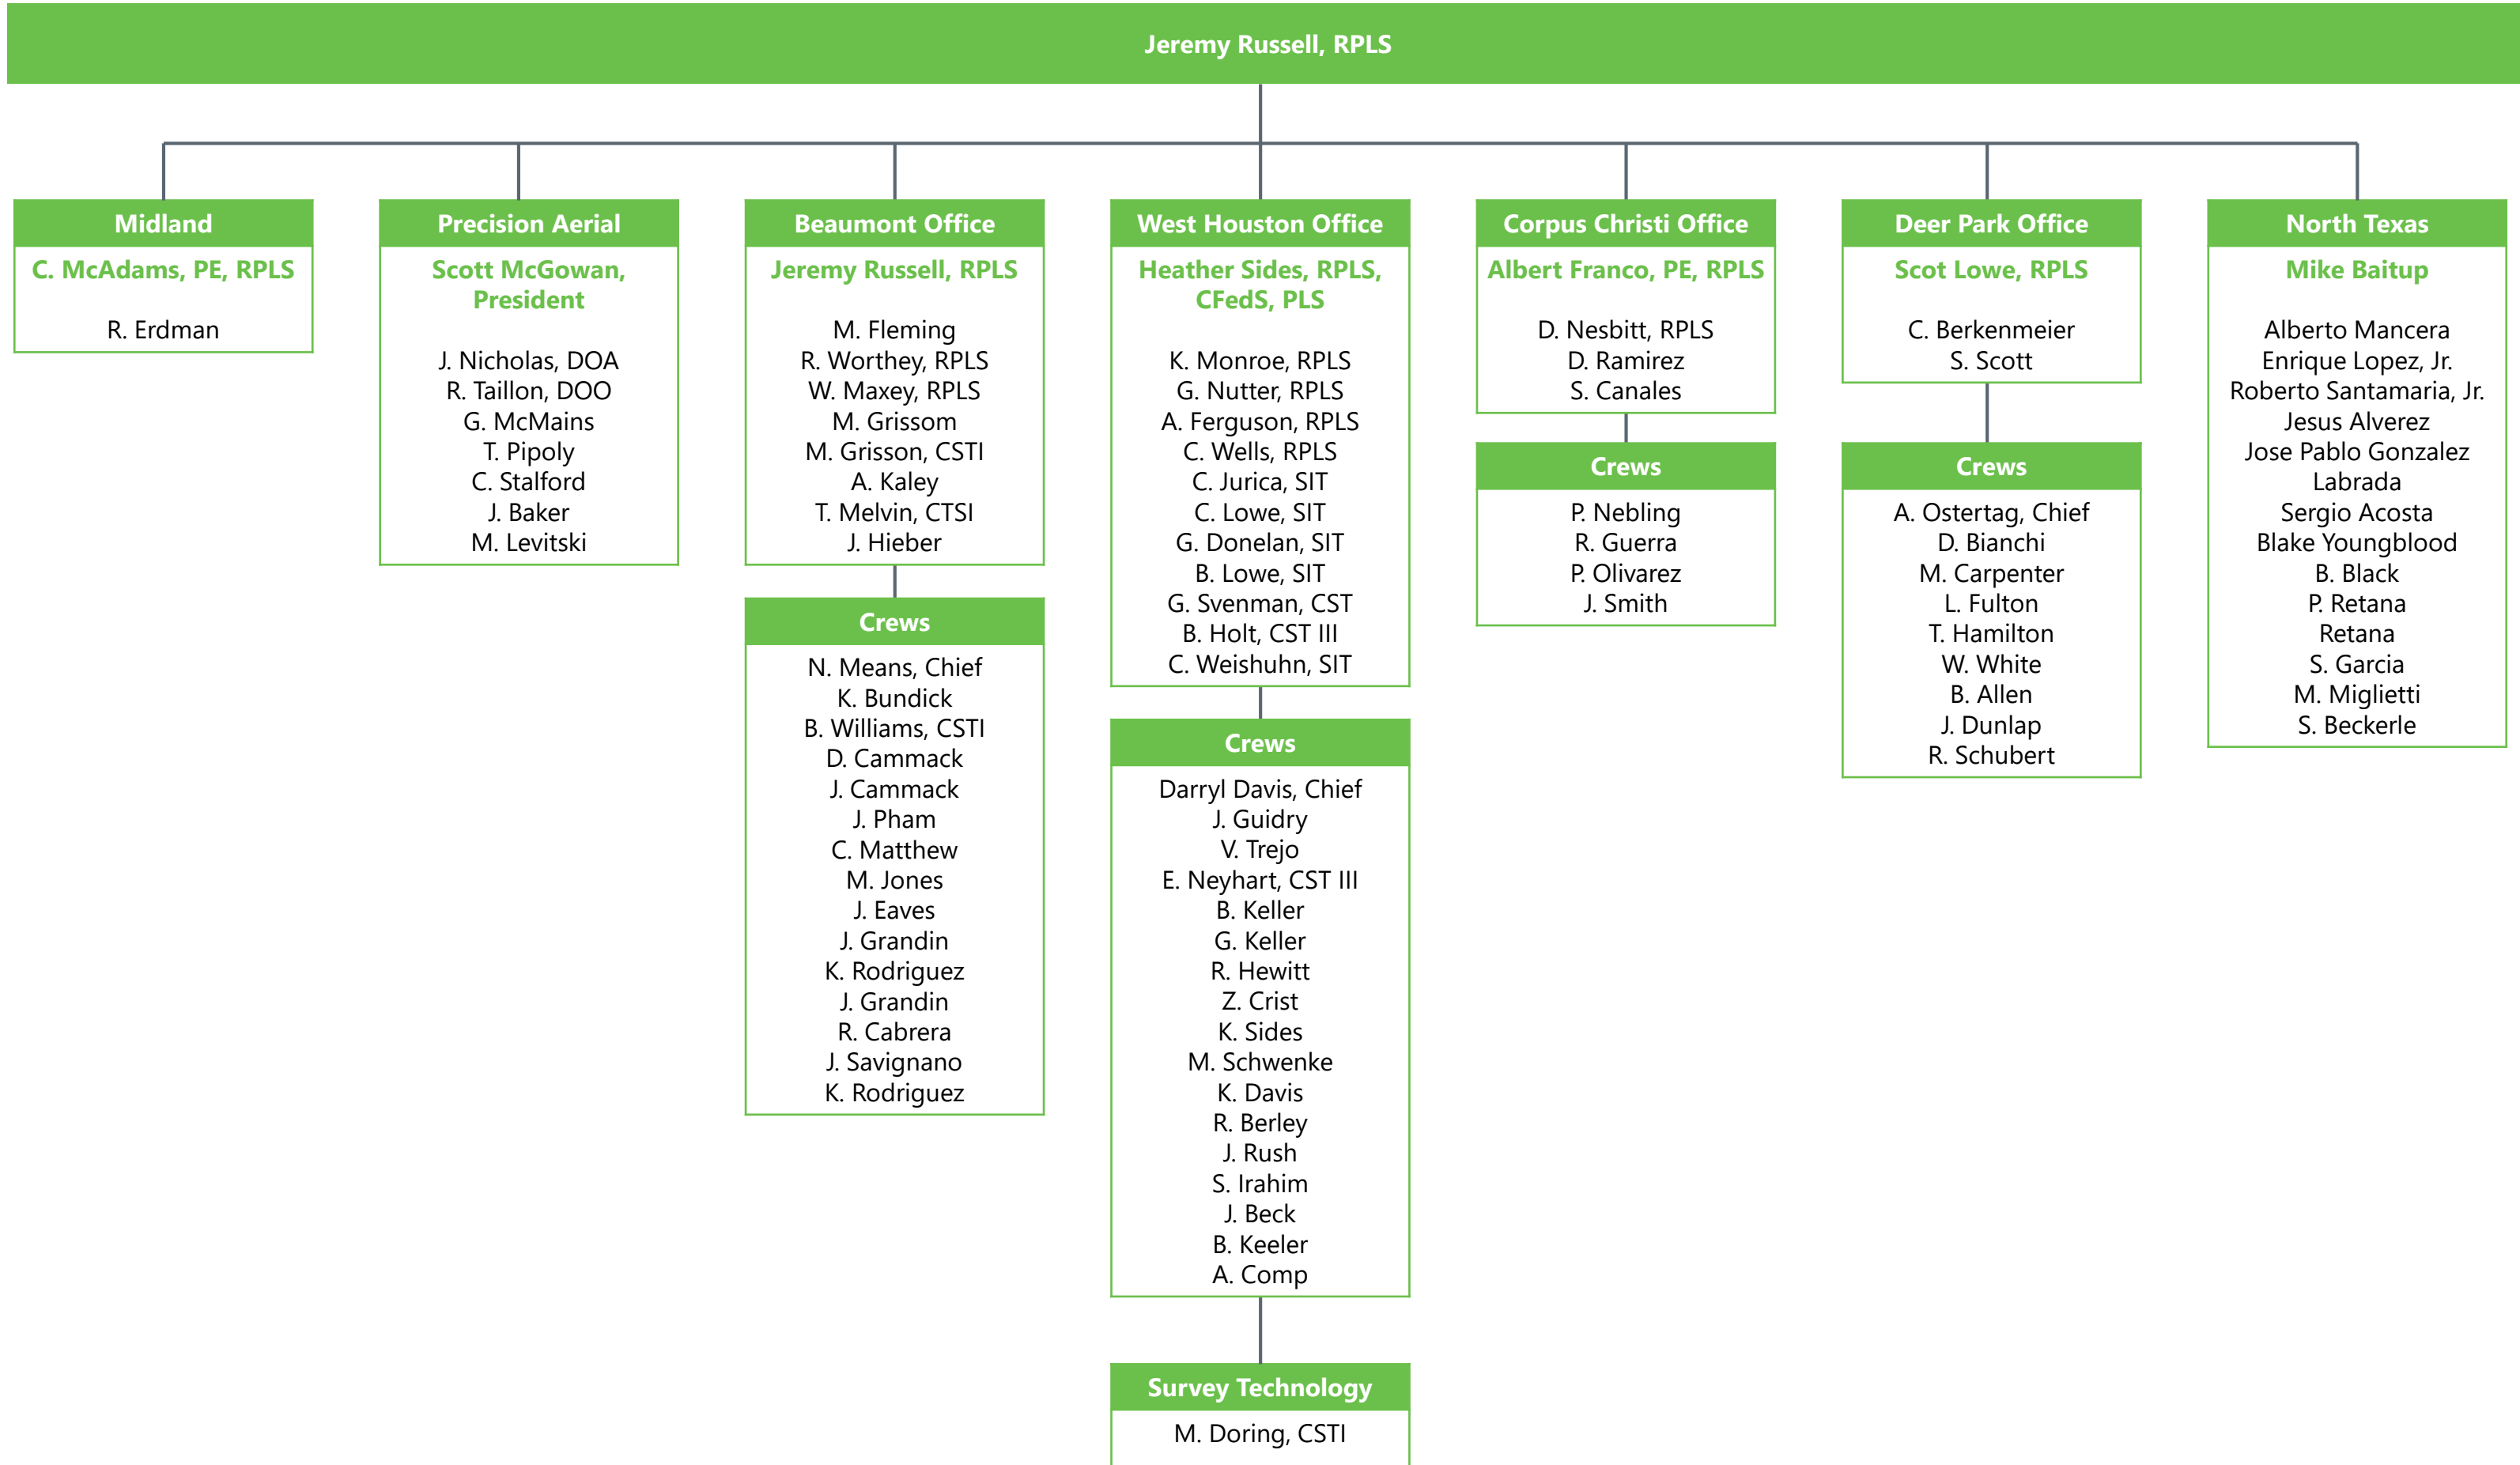 Jeremy Russell, RPLS
Midland
C. McAdams, PE, RPLS
R. Erdman
Precision Aerial
Scott McGowan,
President
J. Nicholas, DOA
R. Taillon, DOO
G. McMains
T. Pipoly
C. Stalford
J. Baker
M. Levitski
Beaumont Office
Jeremy Russell, RPLS
M. Fleming
R. Worthey, RPLS
W. Maxey, RPLS
M. Grissom
M. Grisson, CSTI
A. Kaley
T. Melvin, CTSI
J. Hieber
Crews
N. Means, Chief
K. Bundick
B. Williams, CSTI
D. Cammack
J. Cammack
J. Pham
C. Matthew
M. Jones
J. Eaves
J. Grandin
K. Rodriguez
J. Grandin
R. Cabrera
J. Savignano
K. Rodriguez
West Houston Office
Heather Sides, RPLS,
CFedS, PLS
K. Monroe, RPLS
G. Nutter, RPLS
A. Ferguson, RPLS
C. Wells, RPLS
C. Jurica, SIT
C. Lowe, SIT
G. Donelan, SIT
B. Lowe, SIT
G. Svenman, CST
B. Holt, CST III
C. Weishuhn, SIT
Crews
Darryl Davis, Chief
J. Guidry
V. Trejo
E. Neyhart, CST III
B. Keller
G. Keller
R. Hewitt
Z. Crist
K. Sides
M. Schwenke
K. Davis
R. Berley
J. Rush
S. Irahim
J. Beck
B. Keeler
A. Comp
Survey Technology
M. Doring, CSTI
Corpus Christi Office
Albert Franco, PE, RPLS
D. Nesbitt, RPLS
D. Ramirez
S. Canales
Crews
P. Nebling
R. Guerra
P. Olivarez
J. Smith
Deer Park Office
Scot Lowe, RPLS
C. Berkenmeier
S. Scott
Crews
A. Ostertag, Chief
D. Bianchi
M. Carpenter
L. Fulton
T. Hamilton
W. White
B. Allen
J. Dunlap
R. Schubert
North Texas
Mike Baitup
Alberto Mancera
Enrique Lopez, Jr.
Roberto Santamaria, Jr.
Jesus Alverez
Jose Pablo Gonzalez
Labrada
Sergio Acosta
Blake Youngblood
B. Black
P. Retana
Retana
S. Garcia
M. Miglietti
S. Beckerle